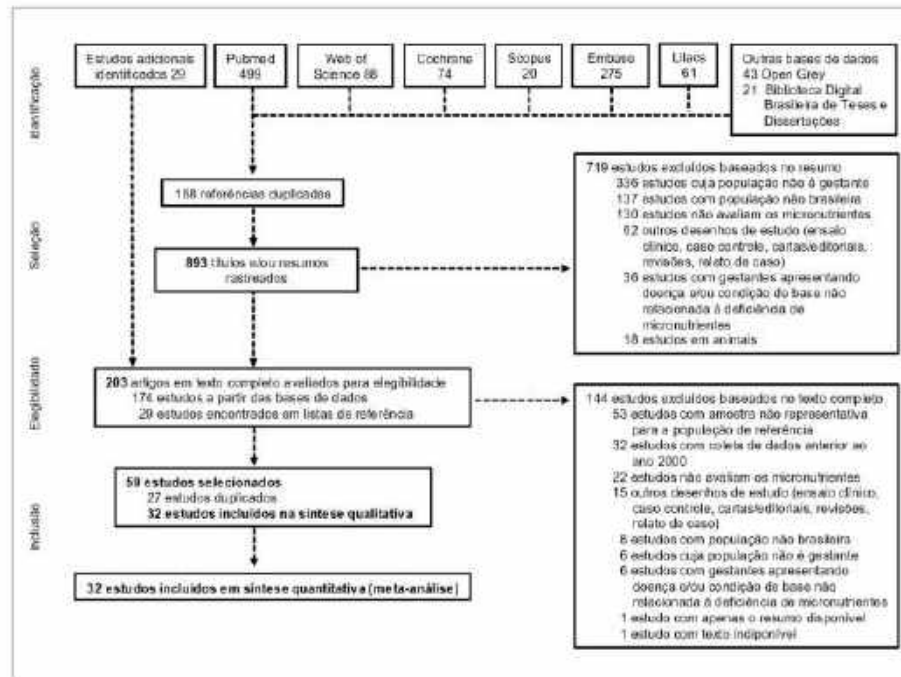 Identificação
Estudos adicionais
identificados 29
Pubmed
499
Web of
Science 88
Cochrane
74
Scopus
20
Embase
275
Lilacs
61
Outras bases de dados
43 Open Grey
21 Biblioteca Digital
Brasileira de Teses e
Dissertações
Seleção
168 referências duplicadas
893 títulos e/ou resumos
rastreados
719 estudos excluídos baseados no resumo
336 estudos cuja população não é gestante
137 estudos com população não brasileira
130 estudos não avaliam os micronutrientes
62 outros desenhos de estudo (ensaio
clínico, caso controle, cartas/editoriais,
revisões, relato de caso)
36 estudos com gestantes apresentando
doença e/ou condição de base não
relacionada à deficiência de
micronutrientes
18 estudos em animais
Elegibilidade
203 artigos em texto completo avaliados para elegibilidade
174 estudos a partir das bases de dados
29 estudos encontrados em listas de referência
144 estudos excluídos baseados no texto completo
53 estudos com amostra não representativa
para a população de referência
32 estudos com coleta de dados anterior ao
ano 2000
22 estudos não avaliam os micronutrientes
15 outros desenhos de estudo (ensaio clínico,
caso controle, cartas/editoriais, revisões,
relato de caso)
8 estudos com população não brasileira
6 estudos cuja população não é gestante
6 estudos com gestantes apresentando
doença e/ou condição de base não
relacionada à deficiência de micronutrientes
1 estudo com apenas o resumo disponível
1 estudo com texto indiponível
Inclusão
59 estudos selecionados
27 estudos duplicados
32 estudos incluídos na síntese qualitativa
32 estudos incluídos em síntese quantitativa (meta-análise)